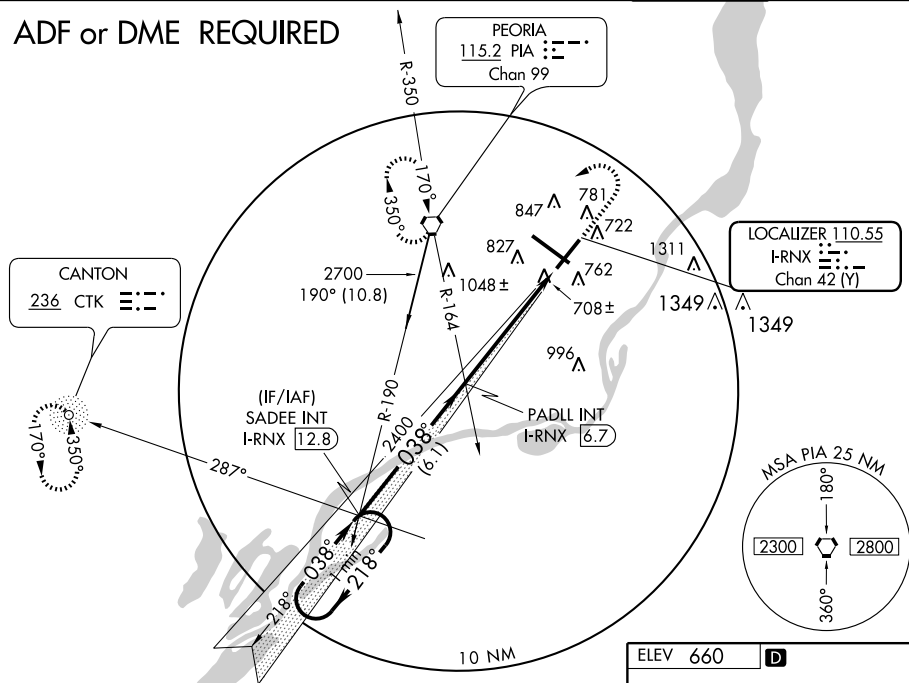 ADF or DME REQUIRED
PEORIA
115.2 PIA
Chan 99
R-350
170°
350°
847
781
722
827
762
1048 ±
708 ±
1311
1349
1349
996
LOCALIZER 110.55
I-RNX
Chan 42 (Y)
CANTON
236 CTK
2700
190° (10.8)
R-164
R-190
(IF/IAF)
SADEE INT
I-RNX 12.8
2400
038°
(6.1)
PADLL INT
I-RNX 6.7
170°
350°
287°
038°
1 min
218°
218°
10 NM
MSA PIA 25 NM
180°
2300
2800
360°
ELEV 660 D